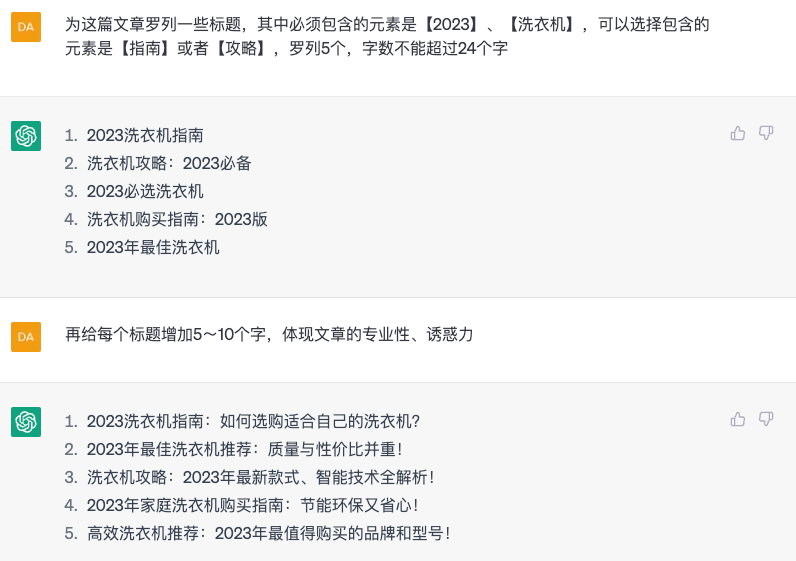 DA
为这篇文章罗列一些标题，其中必须包含的元素是【2023】、【洗衣机】，可以选择包含的
元素是【指南】或者【攻略】，罗列5个，字数不能超过24个字
1. 2023洗衣机指南
2. 洗衣机攻略：2023必备
3. 2023必选洗衣机
4. 洗衣机购买指南：2023版
5. 2023年最佳洗衣机
DA
再给每个标题增加5～10个字，体现文章的专业性、诱惑力
1. 2023洗衣机指南：如何选购适合自己的洗衣机？
2. 2023年最佳洗衣机推荐：质量与性价比并重！
3. 洗衣机攻略：2023年最新款式、智能技术全解析！
4. 2023年家庭洗衣机购买指南：节能环保又省心！
5. 高效洗衣机推荐：2023年最值得购买的品牌和型号！